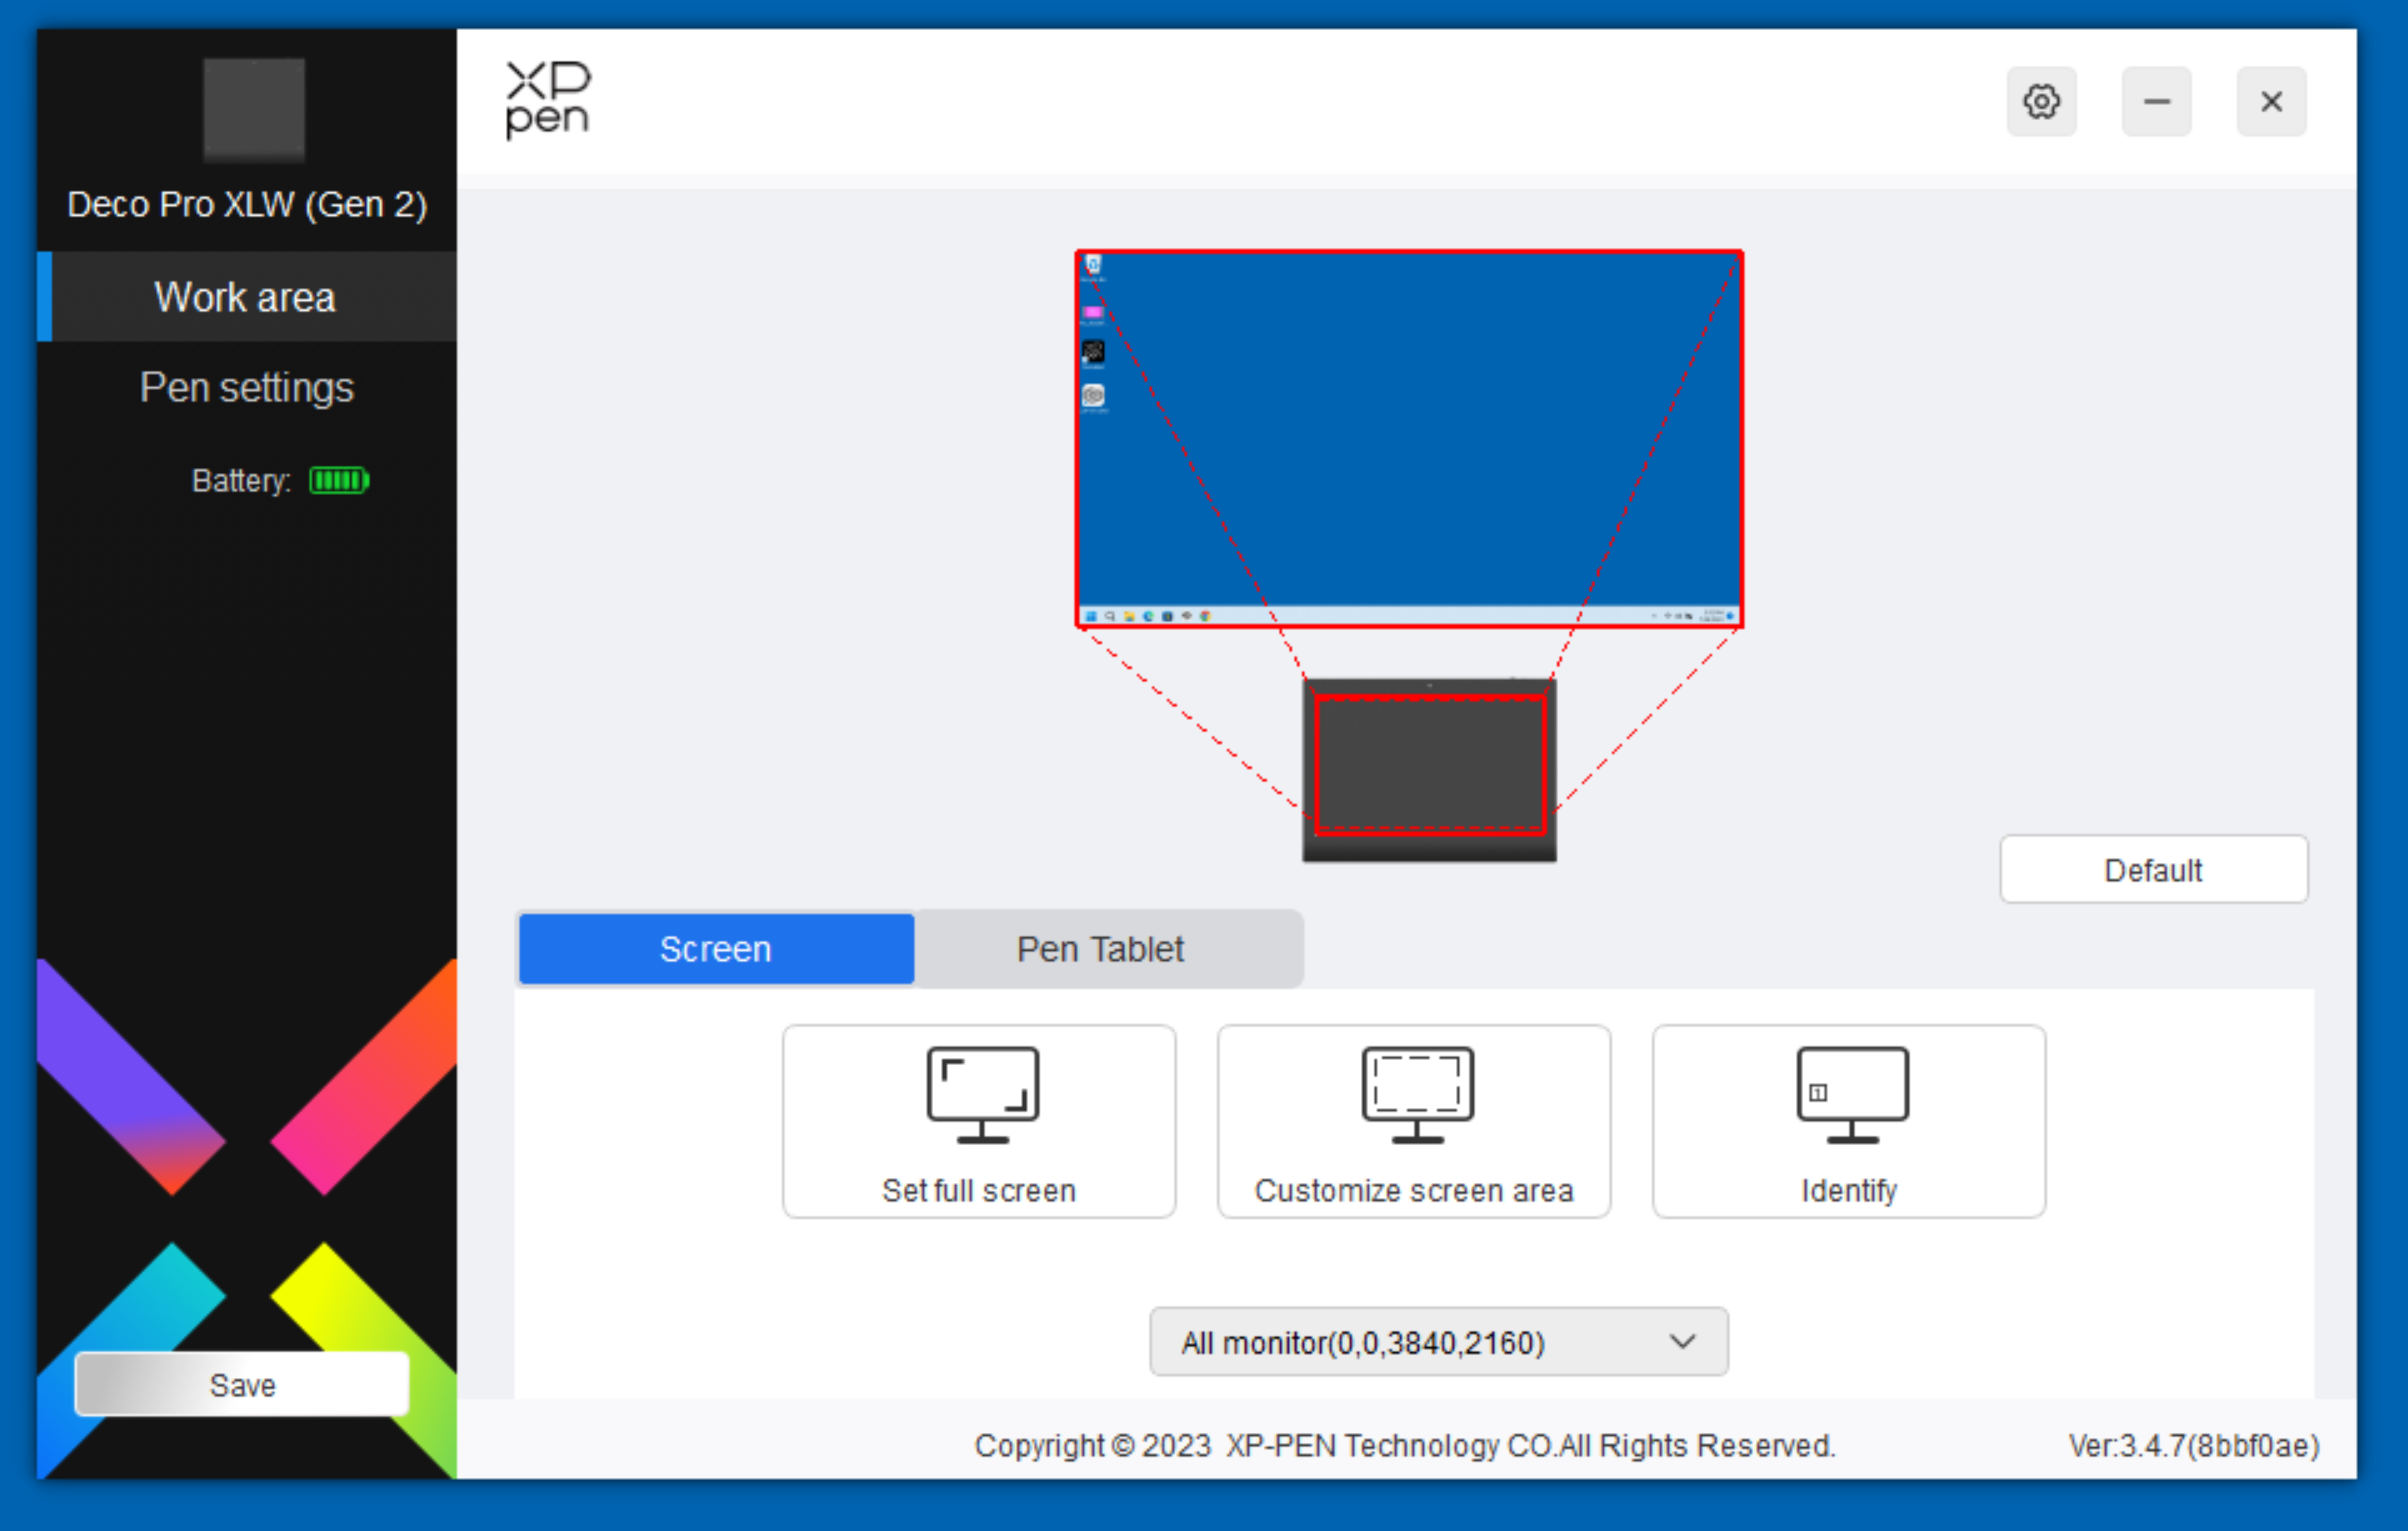 XP
pen
Deco Pro XLW (Gen 2)
Work area
Pen settings
Battery:
Default
Screen
Pen Tablet
1
Set full screen
Customize screen area
Identify
All monitor(0,0,3840,2160)
Save
Copyright © 2023 XP-PEN Technology CO.All Rights Reserved.
Ver:3.4.7(8bbf0ae)